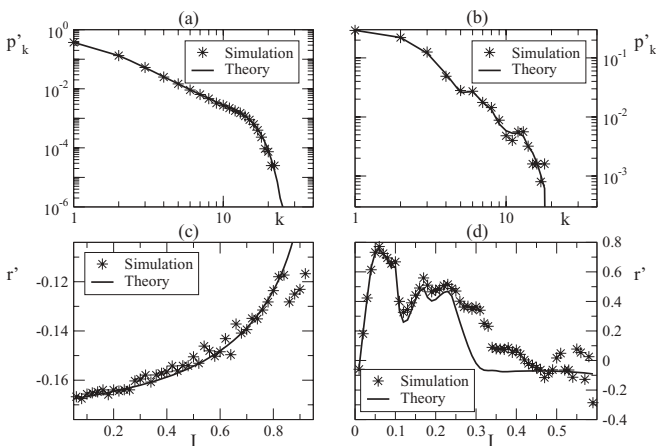 (a)
(b)
p'k
10^0
10^-2
10^-4
10^-6
Simulation
Theory
1
10
k
Simulation
Theory
p'k
10^-1
10^-2
10^-3
1
10
k
(c)
(d)
r'
-0.12
-0.14
-0.16
Simulation
Theory
0.2
0.4
0.6
0.8
I
Simulation
Theory
r'
0.8
0.6
0.4
0.2
0
-0.2
-0.4
0
0.1
0.2
0.3
0.4
0.5
I